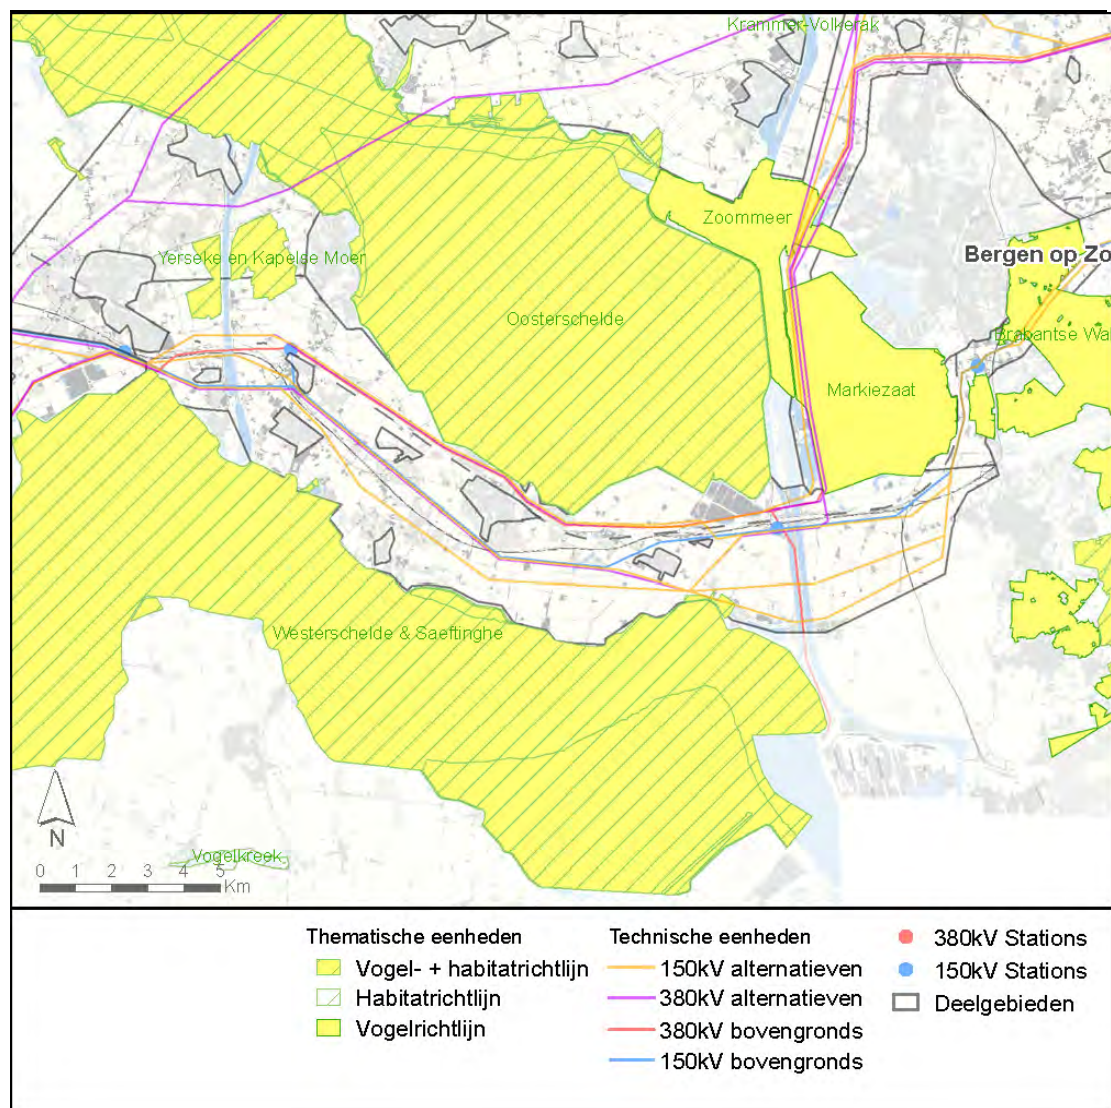 Krammer-Volkerak
Zoommeer
Bergen op Zo
Yerseke en Kapelse Moer
Oosterschelde
Brabantse Wa
Markiezaat
Westerschelde & Saeftinghe
N
Vogelkreek
0 1 2 3 4 5
Km
Thematische eenheden
Vogel- + habitatrichtlijn
Habitatrichtlijn
Vogelrichtlijn
Technische eenheden
150kV alternatieven
380kV alternatieven
380kV bovengronds
150kV bovengronds
380kV Stations
150kV Stations
Deelgebieden